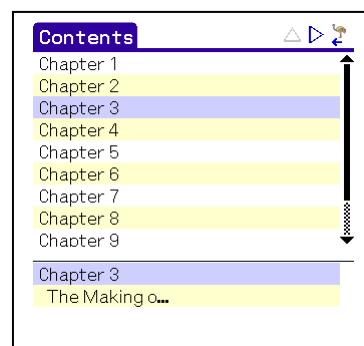 Contents
Chapter 1
Chapter 2
Chapter 3
Chapter 4
Chapter 5
Chapter 6
Chapter 7
Chapter 8
Chapter 9
Chapter 3
The Making o...